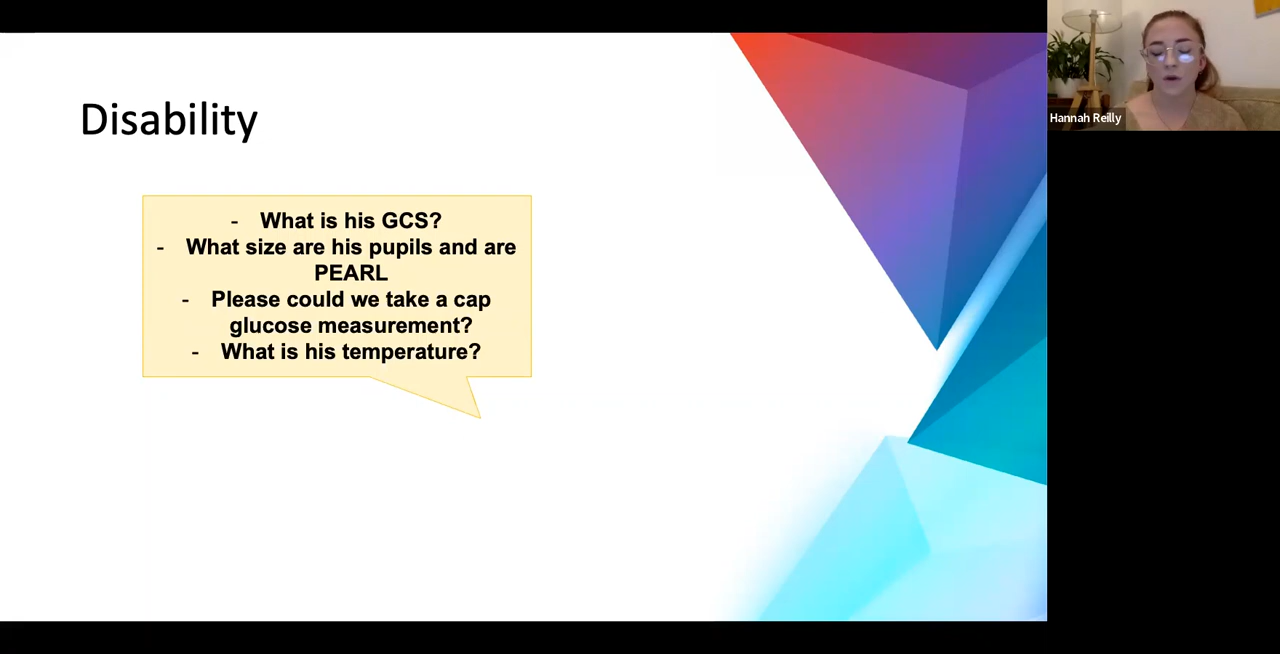 Disability
- What is his GCS?
- What size are his pupils and are
PEARL
- Please could we take a cap
glucose measurement?
- What is his temperature?
Hannah Reilly